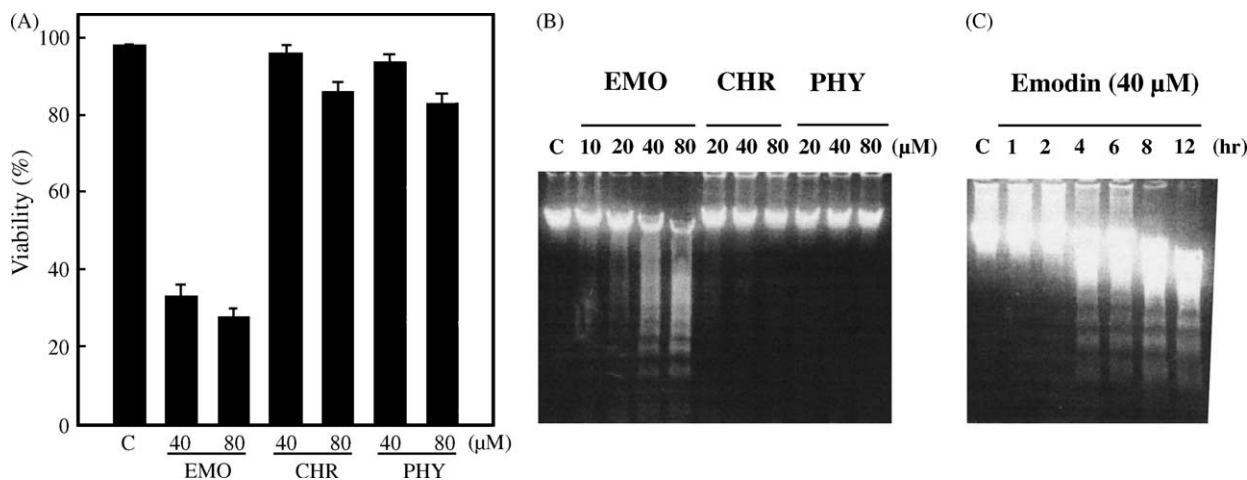 (A)
100
80
60
40
20
0
Viability (%)
C 40 80 40 80 40 80 (µM)
EMO CHR PHY
(B)
EMO CHR PHY
C 10 20 40 80 20 40 80 20 40 80 (µM)
(C)
Emodin (40 µM)
C 1 2 4 6 8 12 (hr)